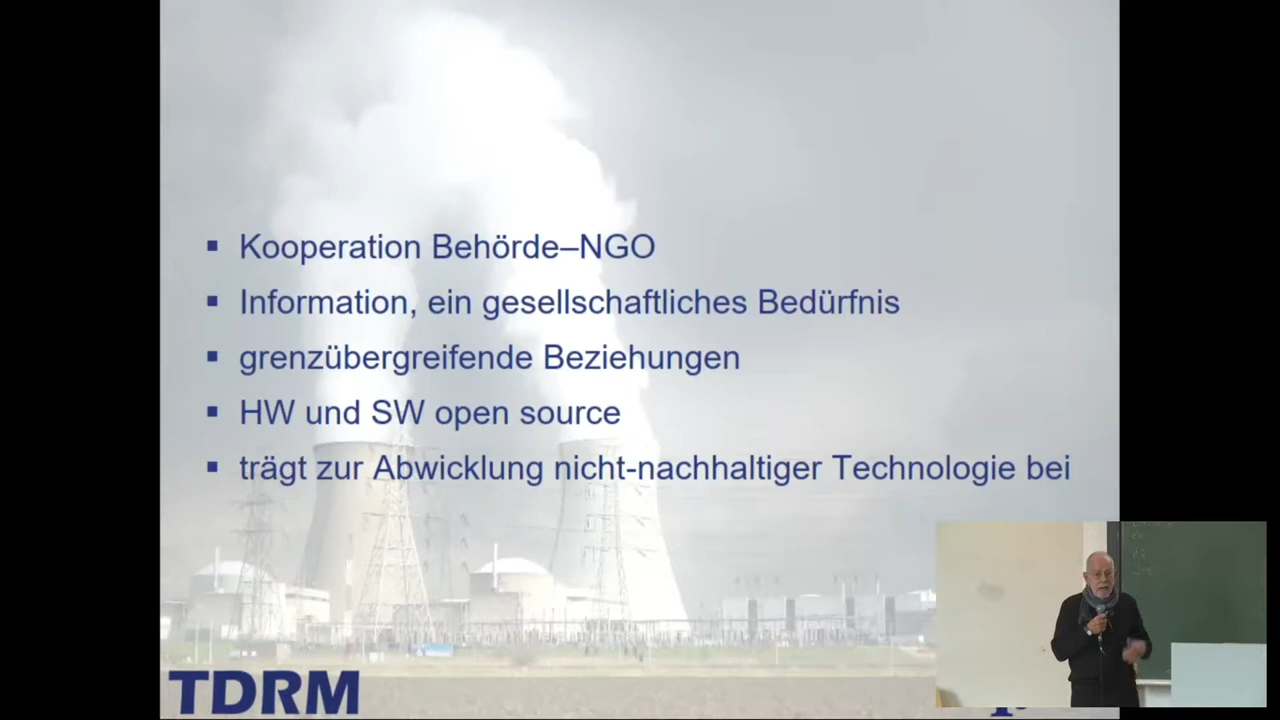 Kooperation Behörde–NGO
Information, ein gesellschaftliches Bedürfnis
grenzübergreifende Beziehungen
HW und SW open source
trägt zur Abwicklung nicht-nachhaltiger Technologie bei
TDRM